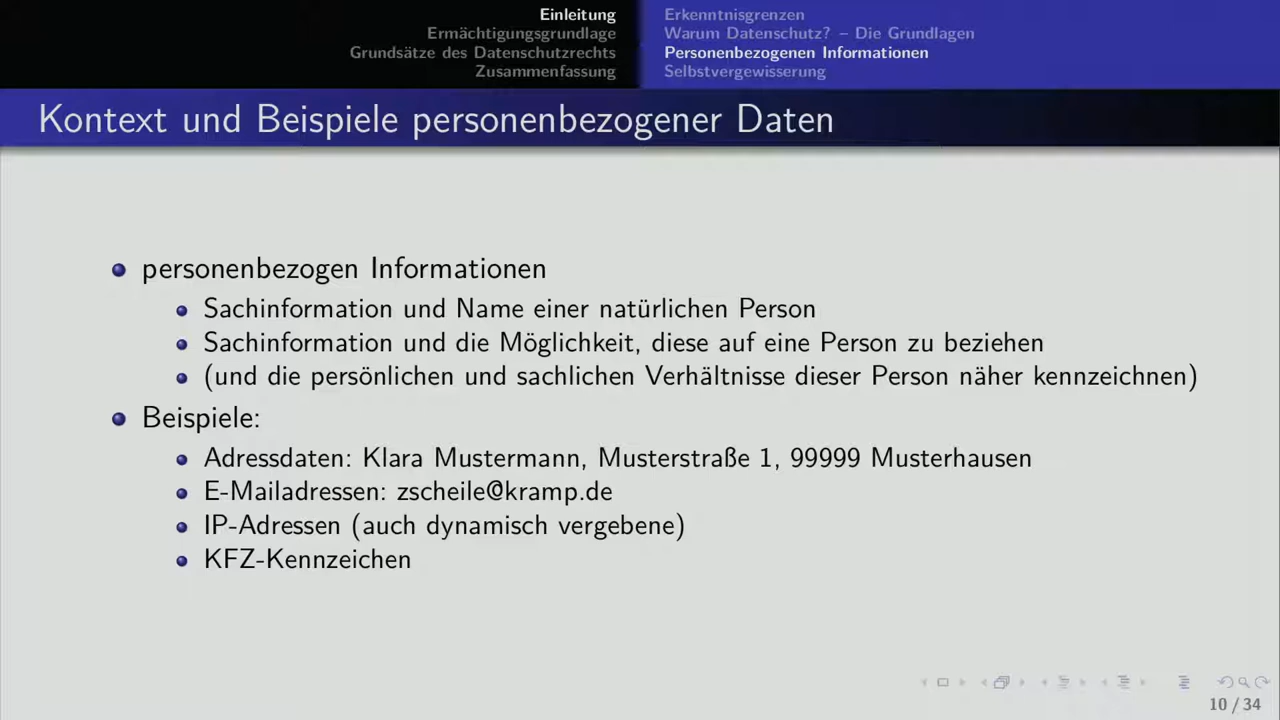 Einleitung
Ermächtigungsgrundlage
Grundsätze des Datenschutzrechts
Zusammenfassung
Erkenntnisgrenzen
Warum Datenschutz? – Die Grundlagen
Personenbezogenen Informationen
Selbstvergewisserung
Kontext und Beispiele personenbezogener Daten
personenbezogen Informationen
Sachinformation und Name einer natürlichen Person
Sachinformation und die Möglichkeit, diese auf eine Person zu beziehen
(und die persönlichen und sachlichen Verhältnisse dieser Person näher kennzeichnen)
Beispiele:
Adressdaten: Klara Mustermann, Musterstraße 1, 99999 Musterhausen
E-Mailadressen: zscheile@kramp.de
IP-Adressen (auch dynamisch vergebene)
KFZ-Kennzeichen
10 / 34